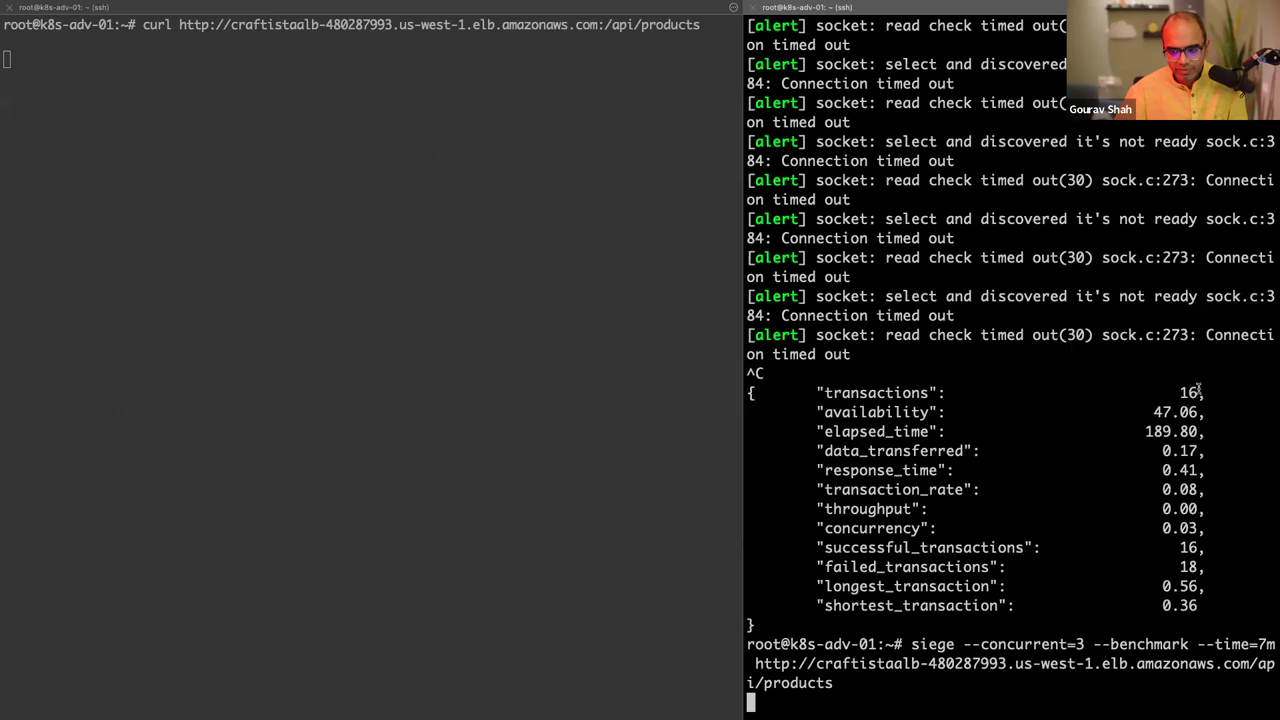 root@k8s-adv-01: ~ (ssh)
root@k8s-adv-01:~# curl http://craftistaalb-480287993.us-west-1.elb.amazonaws.com:/api/products
root@k8s-adv-01: ~ (ssh)
[alert] socket: read check timed out(
on timed out
[alert] socket: select and discovered
84: Connection timed out
[alert] socket: read check timed out(
on timed out
[alert] socket: select and discovered it's not ready sock.c:3
84: Connection timed out
[alert] socket: read check timed out(30) sock.c:273: Connecti
on timed out
[alert] socket: select and discovered it's not ready sock.c:3
84: Connection timed out
[alert] socket: read check timed out(30) sock.c:273: Connecti
on timed out
[alert] socket: select and discovered it's not ready sock.c:3
84: Connection timed out
[alert] socket: read check timed out(30) sock.c:273: Connecti
on timed out
^C
{ "transactions": 16,
"availability": 47.06,
"elapsed_time": 189.80,
"data_transferred": 0.17,
"response_time": 0.41,
"transaction_rate": 0.08,
"throughput": 0.00,
"concurrency": 0.03,
"successful_transactions": 16,
"failed_transactions": 18,
"longest_transaction": 0.56,
"shortest_transaction": 0.36
}
root@k8s-adv-01:~# siege --concurrent=3 --benchmark --time=7m
http://craftistaalb-480287993.us-west-1.elb.amazonaws.com/ap
i/products
Gourav Shah